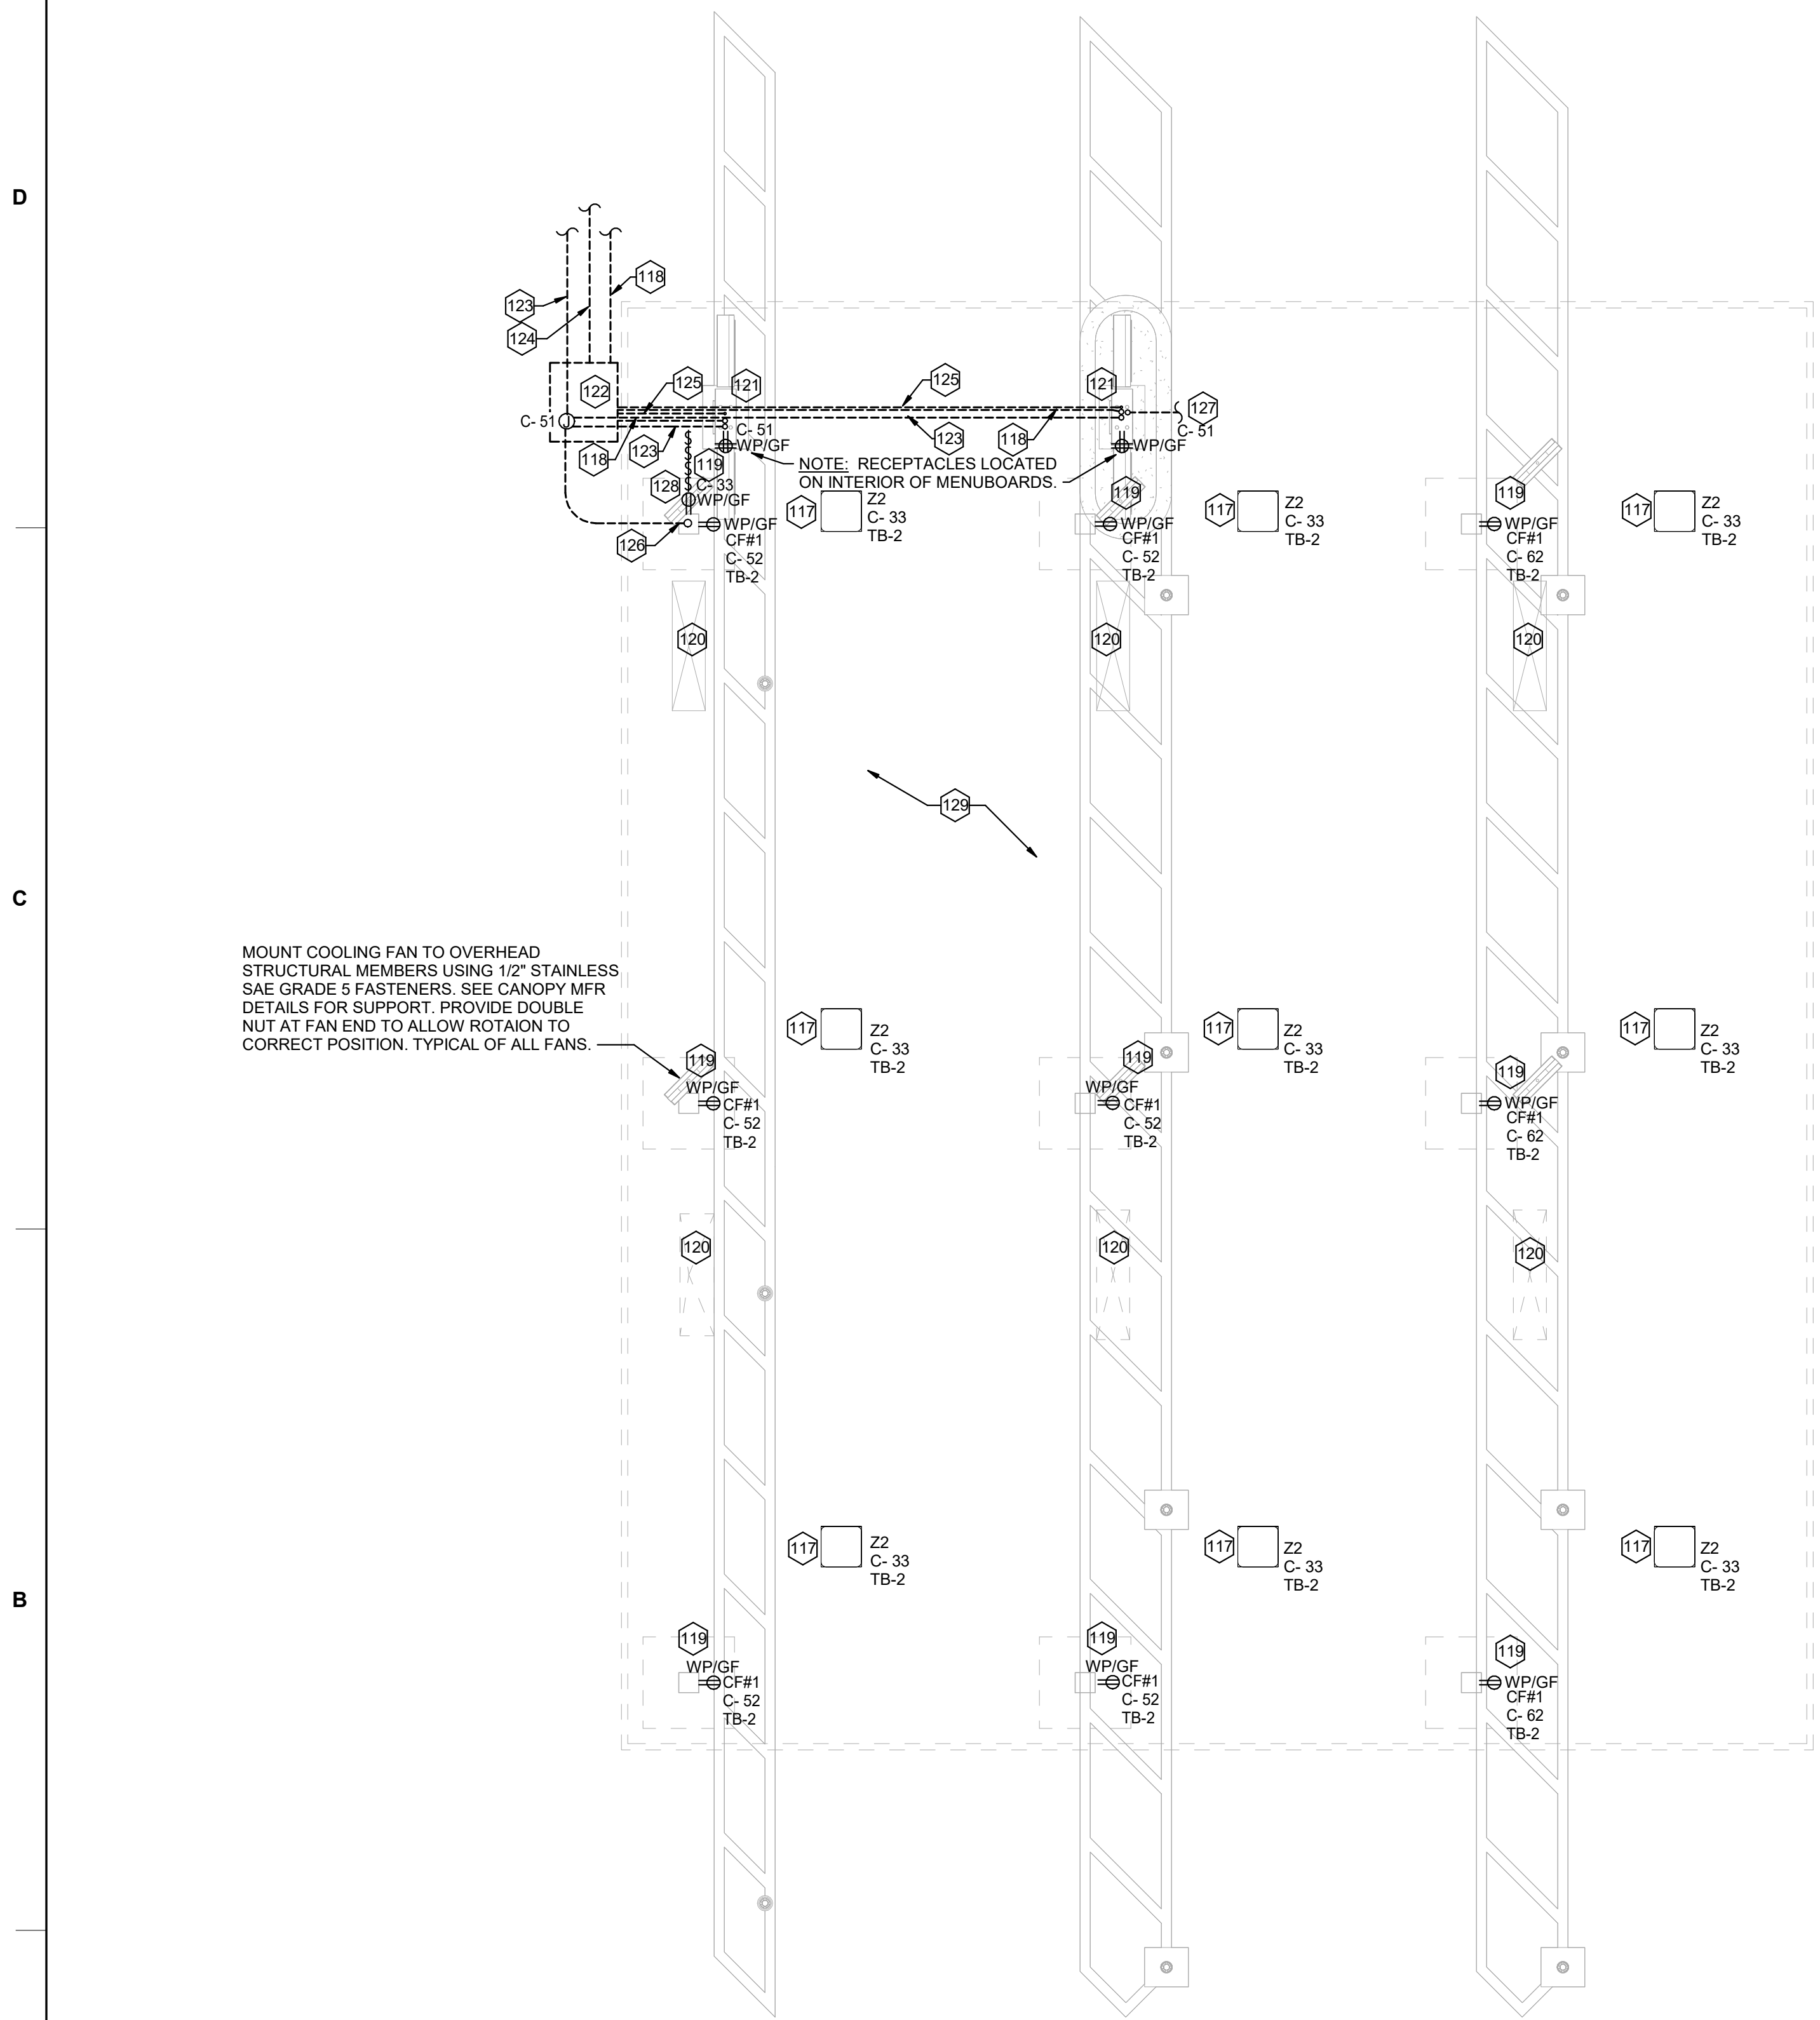 D
118
123
124
122
125
121
125
121
127
C- 51
C- 51
C- 51
WP/GF
WP/GF
118
123
123
118
119
NOTE: RECEPTACLES LOCATED
ON INTERIOR OF MENUBOARDS.
128
C- 33
WP/GF
126
WP/GF
CF#1
C- 52
TB-2
117
Z2
C- 33
TB-2
119
WP/GF
CF#1
C- 52
TB-2
117
Z2
C- 33
TB-2
119
WP/GF
CF#1
C- 62
TB-2
117
Z2
C- 33
TB-2
120
120
120
129
C
MOUNT COOLING FAN TO OVERHEAD
STRUCTURAL MEMBERS USING 1/2" STAINLESS
SAE GRADE 5 FASTENERS. SEE CANOPY MFR
DETAILS FOR SUPPORT. PROVIDE DOUBLE
NUT AT FAN END TO ALLOW ROTAION TO
CORRECT POSITION. TYPICAL OF ALL FANS.
119
WP/GF
CF#1
C- 52
TB-2
117
Z2
C- 33
TB-2
119
WP/GF
CF#1
C- 52
TB-2
117
Z2
C- 33
TB-2
119
WP/GF
CF#1
C- 62
TB-2
117
Z2
C- 33
TB-2
120
120
120
B
117
Z2
C- 33
TB-2
117
Z2
C- 33
TB-2
117
Z2
C- 33
TB-2
119
WP/GF
CF#1
C- 52
TB-2
119
WP/GF
CF#1
C- 52
TB-2
119
WP/GF
CF#1
C- 62
TB-2